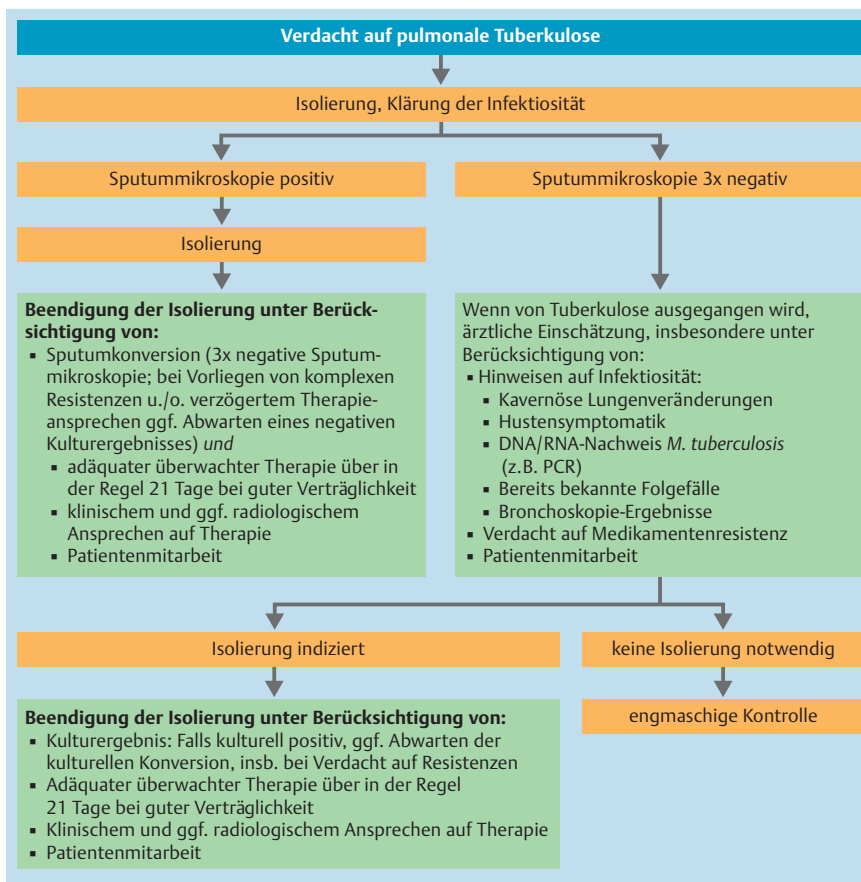 Verdacht auf pulmonale Tuberkulose
Isolierung, Klärung der Infektiosität
Sputummikroskopie positiv
Isolierung
Beendigung der Isolierung unter Berück-
sichtigung von:
▪ Sputumkonversion (3x negative Sputum-
mikroskopie; bei Vorliegen von komplexen
Resistenzen u./o. verzögertem Therapie-
ansprechen ggf. Abwarten eines negativen
Kulturergebnisses) und
▪ adäquater überwachter Therapie über in
der Regel 21 Tage bei guter Verträglichkeit
▪ klinischem und ggf. radiologischem
Ansprechen auf Therapie
▪ Patientenmitarbeit
Sputummikroskopie 3x negativ
Wenn von Tuberkulose ausgegangen wird,
ärztliche Einschätzung, insbesondere unter
Berücksichtigung von:
▪ Hinweisen auf Infektiosität:
▪ Kavernöse Lungenveränderungen
▪ Hustensymptomatik
▪ DNA/RNA-Nachweis M. tuberculosis
(z.B. PCR)
▪ Bereits bekannte Folgefälle
▪ Bronchoskopie-Ergebnisse
▪ Verdacht auf Medikamentenresistenz
▪ Patientenmitarbeit
Isolierung indiziert
Beendigung der Isolierung unter Berücksichtigung von:
▪ Kulturergebnis: Falls kulturell positiv, ggf. Abwarten der
kulturellen Konversion, insb. bei Verdacht auf Resistenzen
▪ Adäquater überwachter Therapie über in der Regel
21 Tage bei guter Verträglichkeit
▪ Klinischem und ggf. radiologischem Ansprechen auf Therapie
▪ Patientenmitarbeit
keine Isolierung notwendig
engmaschige Kontrolle